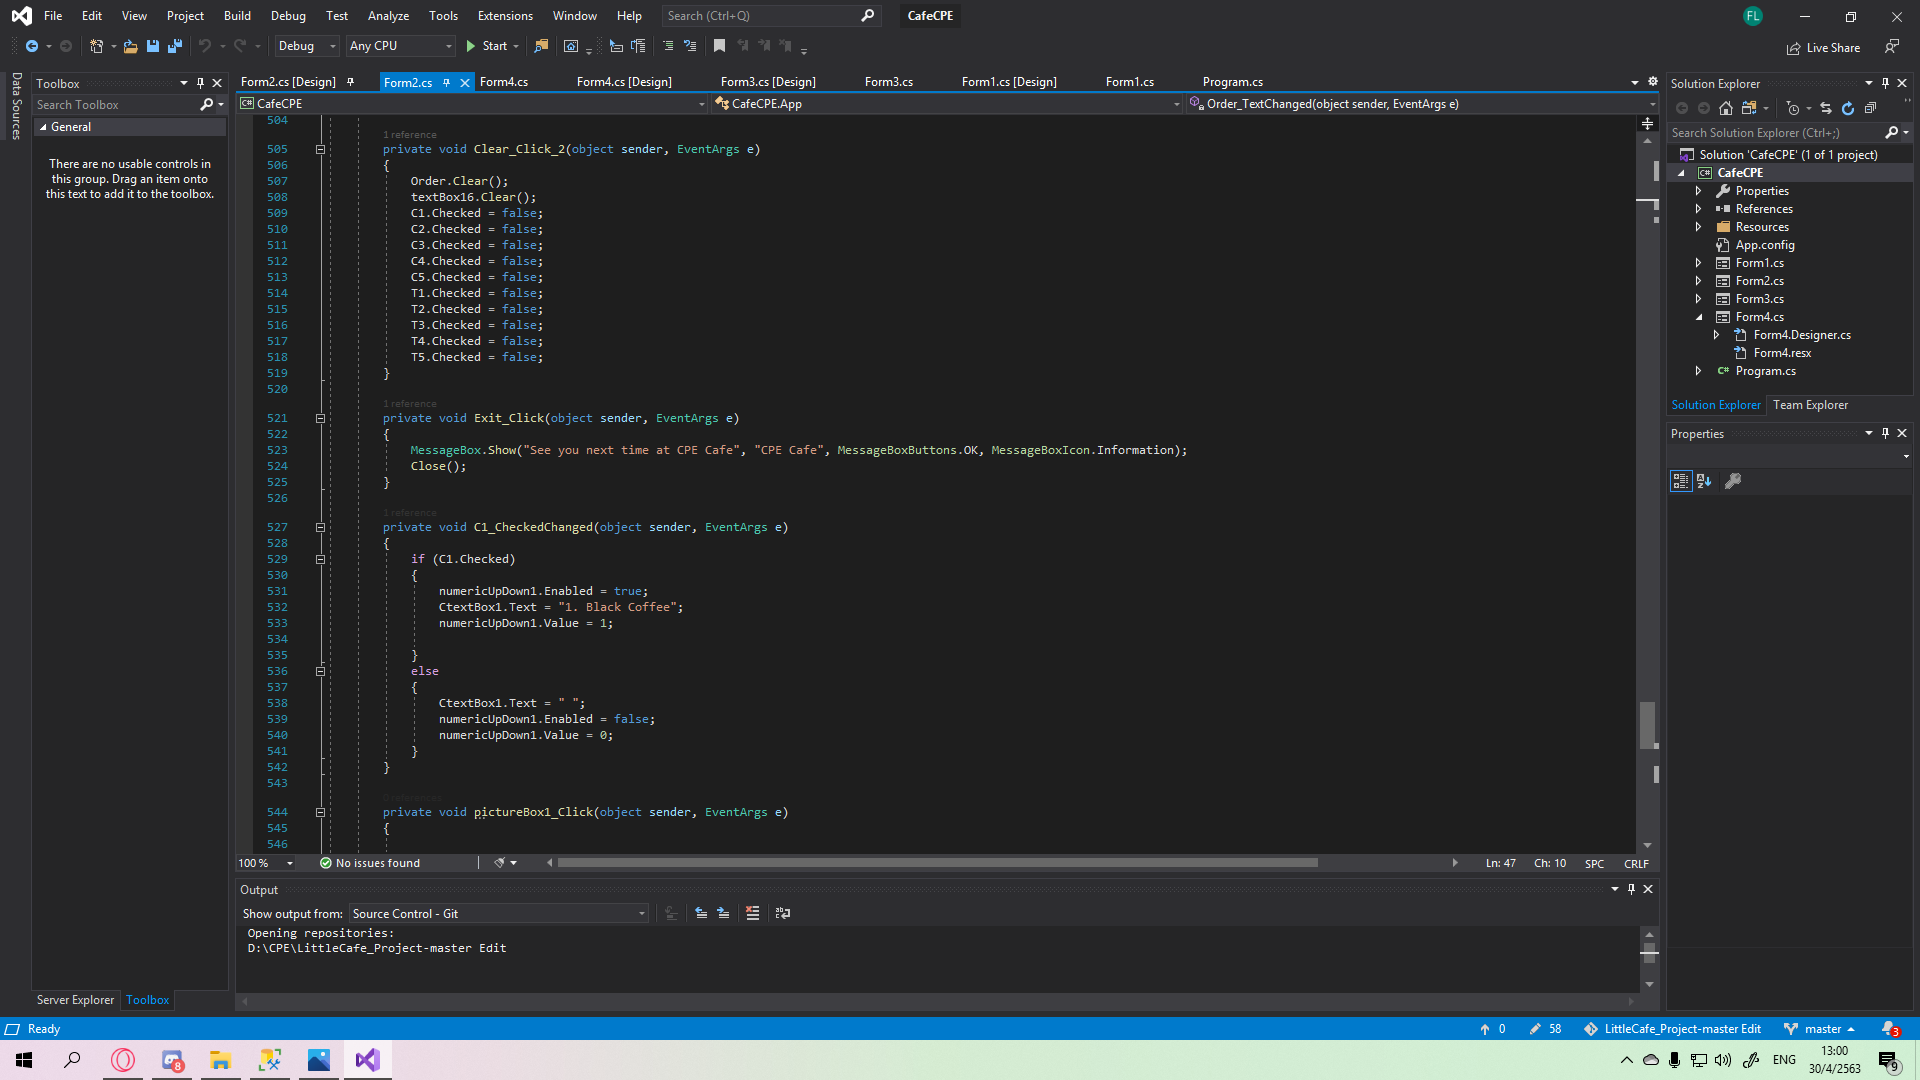 File Edit View Project Build Debug Test Analyze Tools Extensions Window Help Search (Ctrl+Q) CafeCPE FL
Debug Any CPU Start Live Share
Data Sources
Toolbox
Search Toolbox
General
There are no usable controls in
this group. Drag an item onto
this text to add it to the toolbox.
Server Explorer Toolbox
Form2.cs [Design] Form2.cs Form4.cs Form4.cs [Design] Form3.cs [Design] Form3.cs Form1.cs [Design] Form1.cs Program.cs
CafeCPE CafeCPE.App Order_TextChanged(object sender, EventArgs e)
504
1 reference
505 private void Clear_Click_2(object sender, EventArgs e)
506 {
507 Order.Clear();
508 textBox16.Clear();
509 C1.Checked = false;
510 C2.Checked = false;
511 C3.Checked = false;
512 C4.Checked = false;
513 C5.Checked = false;
514 T1.Checked = false;
515 T2.Checked = false;
516 T3.Checked = false;
517 T4.Checked = false;
518 T5.Checked = false;
519 }
520
1 reference
521 private void Exit_Click(object sender, EventArgs e)
522 {
523 MessageBox.Show("See you next time at CPE Cafe", "CPE Cafe", MessageBoxButtons.OK, MessageBoxIcon.Information);
524 Close();
525 }
526
1 reference
527 private void C1_CheckedChanged(object sender, EventArgs e)
528 {
529 if (C1.Checked)
530 {
531 numericUpDown1.Enabled = true;
532 CtextBox1.Text = "1. Black Coffee";
533 numericUpDown1.Value = 1;
534
535 }
536 else
537 {
538 CtextBox1.Text = " ";
539 numericUpDown1.Enabled = false;
540 numericUpDown1.Value = 0;
541 }
542 }
543
0 references
544 private void pictureBox1_Click(object sender, EventArgs e)
545 {
546
100 % No issues found Ln: 47 Ch: 10 SPC CRLF
Output
Show output from: Source Control - Git
Opening repositories:
D:\CPE\LittleCafe_Project-master Edit
Solution Explorer
Search Solution Explorer (Ctrl+;)
Solution 'CafeCPE' (1 of 1 project)
CafeCPE
Properties
References
Resources
App.config
Form1.cs
Form2.cs
Form3.cs
Form4.cs
Form4.Designer.cs
Form4.resx
Program.cs
Solution Explorer Team Explorer
Properties
Ready 0 58 LittleCafe_Project-master Edit master 3
8 ENG 13:00
30/4/2563 9